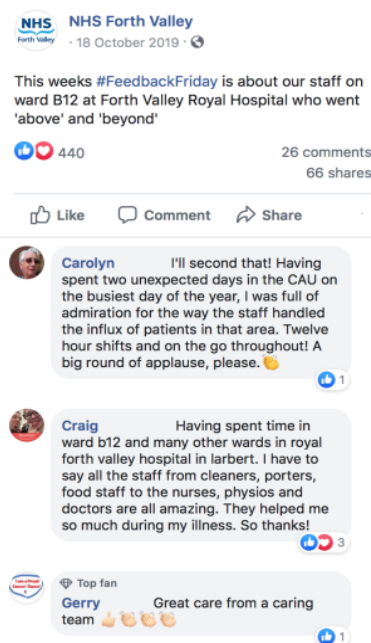 NHS
Forth Valley
NHS Forth Valley
· 18 October 2019 ·
This weeks #FeedbackFriday is about our staff on
ward B12 at Forth Valley Royal Hospital who went
'above' and 'beyond'
440
26 comments
66 shares
Like Comment Share
Carolyn I'll second that! Having
spent two unexpected days in the CAU on
the busiest day of the year, I was full of
admiration for the way the staff handled
the influx of patients in that area. Twelve
hour shifts and on the go throughout! A
big round of applause, please.👏
1
Craig Having spent time in
ward b12 and many other wards in royal
forth valley hospital in larbert. I have to
say all the staff from cleaners, porters,
food staff to the nurses, physios and
doctors are all amazing. They helped me
so much during my illness. So thanks!
3
Top fan
Gerry Great care from a caring
team 👍👏👏👏
1